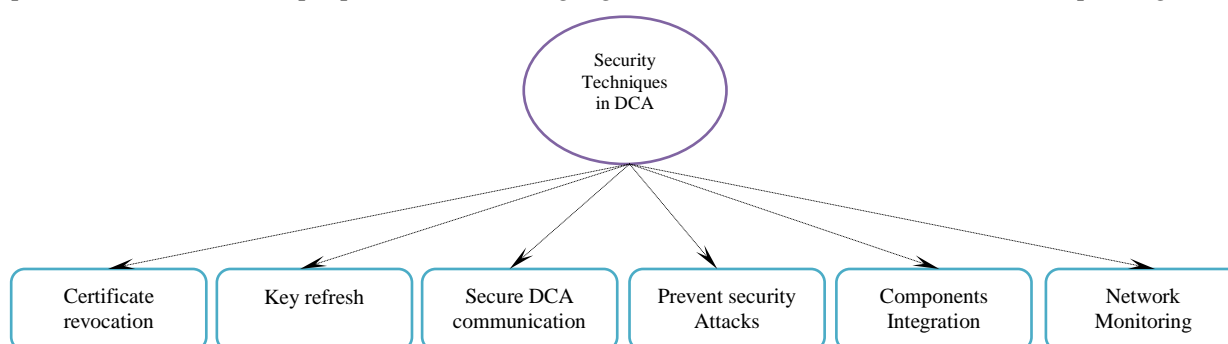 Security
Techniques
in DCA
Certificate
revocation
Key refresh
Secure DCA
communication
Prevent security
Attacks
Components
Integration
Network
Monitoring